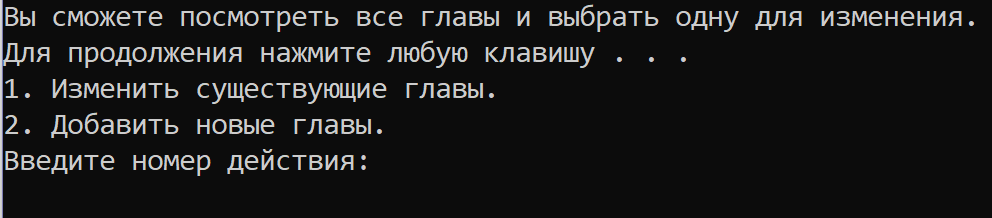 Вы сможете посмотреть все главы и выбрать одну для изменения.
Для продолжения нажмите любую клавишу . . .
1. Изменить существующие главы.
2. Добавить новые главы.
Введите номер действия: